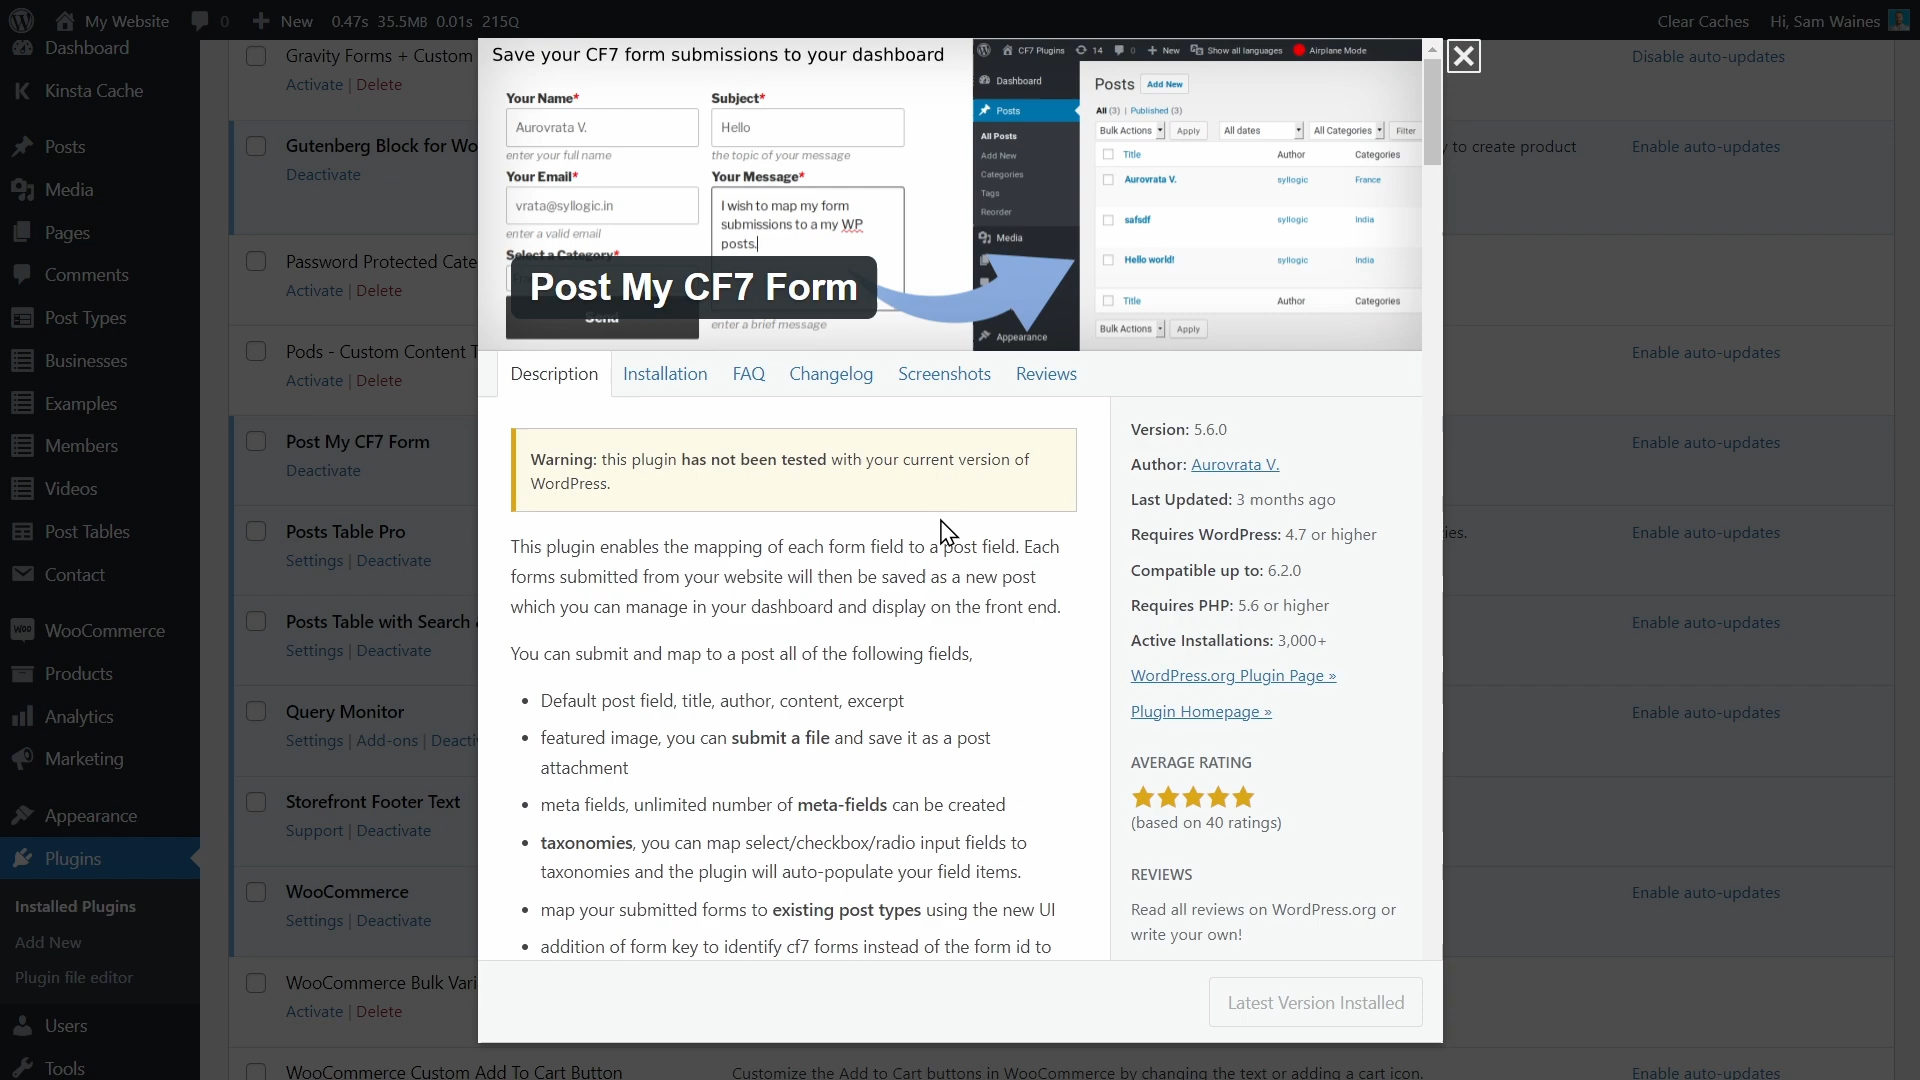 My Website 0 New 0.47s 35.5MB 0.01s 215Q Clear Caches Hi, Sam Waines
Dashboard
Kinsta Cache
Posts
Media
Pages
Comments
Post Types
Businesses
Examples
Members
Videos
Post Tables
Contact
WooCommerce
Products
Analytics
Marketing
Appearance
Plugins
Installed Plugins
Add New
Plugin file editor
Users
Tools
Gravity Forms + Custom
Activate | Delete
Disable auto-updates
Gutenberg Block for Wo
Deactivate
to create product
Enable auto-updates
Password Protected Cate
Activate | Delete
Pods - Custom Content T
Activate | Delete
Enable auto-updates
Post My CF7 Form
Deactivate
Enable auto-updates
Posts Table Pro
Settings | Deactivate
Enable auto-updates
Posts Table with Search
Settings | Deactivate
Enable auto-updates
Query Monitor
Settings | Add-ons | Deacti
Enable auto-updates
Storefront Footer Text
Support | Deactivate
WooCommerce
Settings | Deactivate
Enable auto-updates
WooCommerce Bulk Vari
Activate | Delete
WooCommerce Custom Add To Cart Button
Customize the Add to Cart buttons in WooCommerce by changing the text or adding a cart icon.
Enable auto-updates
Save your CF7 form submissions to your dashboard
Your Name*
Aurovrata V.
enter your full name
Subject*
Hello
the topic of your message
Your Email*
vrata@syllogic.in
enter a valid email
Your Message*
I wish to map my form
submissions to a my WP
posts.
Select a Category*
Send
enter a brief message
Post My CF7 Form
CF7 Plugins 14 0 New Show all languages Airplane Mode
Dashboard
Posts
All Posts
Add New
Categories
Tags
Reorder
Media
Appearance
Posts Add New
All (3) | Published (3)
Bulk Actions Apply All dates All Categories Filter
Title Author Categories
Aurovrata V. syllogic France
safsdf syllogic India
Hello world! syllogic India
Title Author Categories
Bulk Actions Apply
Description Installation FAQ Changelog Screenshots Reviews
Warning: this plugin has not been tested with your current version of
WordPress.
This plugin enables the mapping of each form field to a post field. Each
forms submitted from your website will then be saved as a new post
which you can manage in your dashboard and display on the front end.
You can submit and map to a post all of the following fields,
• Default post field, title, author, content, excerpt
• featured image, you can submit a file and save it as a post
attachment
• meta fields, unlimited number of meta-fields can be created
• taxonomies, you can map select/checkbox/radio input fields to
taxonomies and the plugin will auto-populate your field items.
• map your submitted forms to existing post types using the new UI
• addition of form key to identify cf7 forms instead of the form id to
Version: 5.6.0
Author: Aurovrata V.
Last Updated: 3 months ago
Requires WordPress: 4.7 or higher
Compatible up to: 6.2.0
Requires PHP: 5.6 or higher
Active Installations: 3,000+
WordPress.org Plugin Page »
Plugin Homepage »
AVERAGE RATING
(based on 40 ratings)
REVIEWS
Read all reviews on WordPress.org or
write your own!
Latest Version Installed